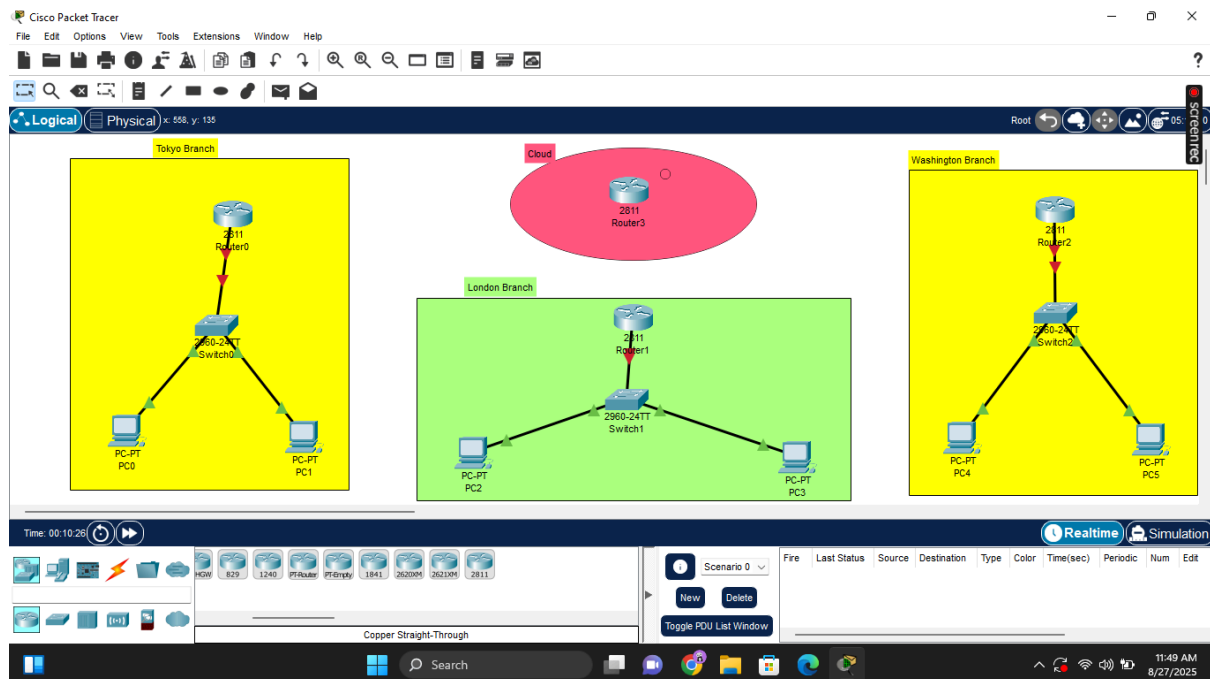 Cisco Packet Tracer
File Edit Options View Tools Extensions Window Help
?
Logical Physical x: 558, y: 135
Root 05:
screenrec
Tokyo Branch
Cloud
Washington Branch
2811
Router3
2811
Router0
2811
Router2
London Branch
2811
Router1
2960-24TT
Switch0
2960-24TT
Switch2
2960-24TT
Switch1
PC-PT
PC0
PC-PT
PC1
PC-PT
PC2
PC-PT
PC3
PC-PT
PC4
PC-PT
PC5
Time: 00:10:26
Realtime Simulation
HGW 829 1240 PT-Router PT-Empty 1841 2620XM 2621XM 2811
Scenario 0
New Delete
Toggle PDU List Window
Fire Last Status Source Destination Type Color Time(sec) Periodic Num Edit
Copper Straight-Through
Search
11:49 AM
8/27/2025